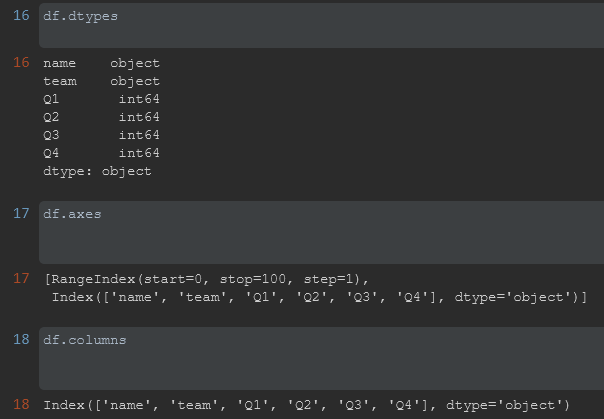 16 df.dtypes
16 name    object
team    object
Q1       int64
Q2       int64
Q3       int64
Q4       int64
dtype: object
17 df.axes
17 [RangeIndex(start=0, stop=100, step=1),
 Index(['name', 'team', 'Q1', 'Q2', 'Q3', 'Q4'], dtype='object')]
18 df.columns
18 Index(['name', 'team', 'Q1', 'Q2', 'Q3', 'Q4'], dtype='object')